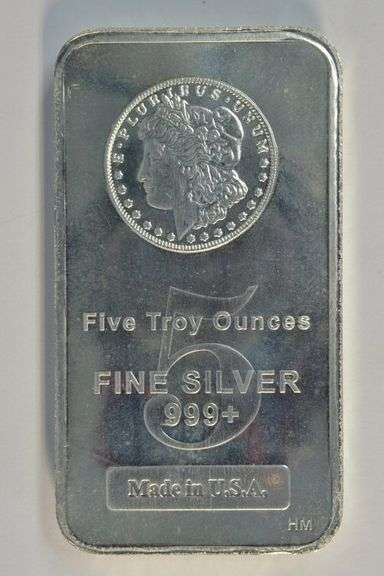 E·PLURIBUS·UNUM
5
Five Troy Ounces
FINE SILVER
999+
Made in U.S.A.
HM